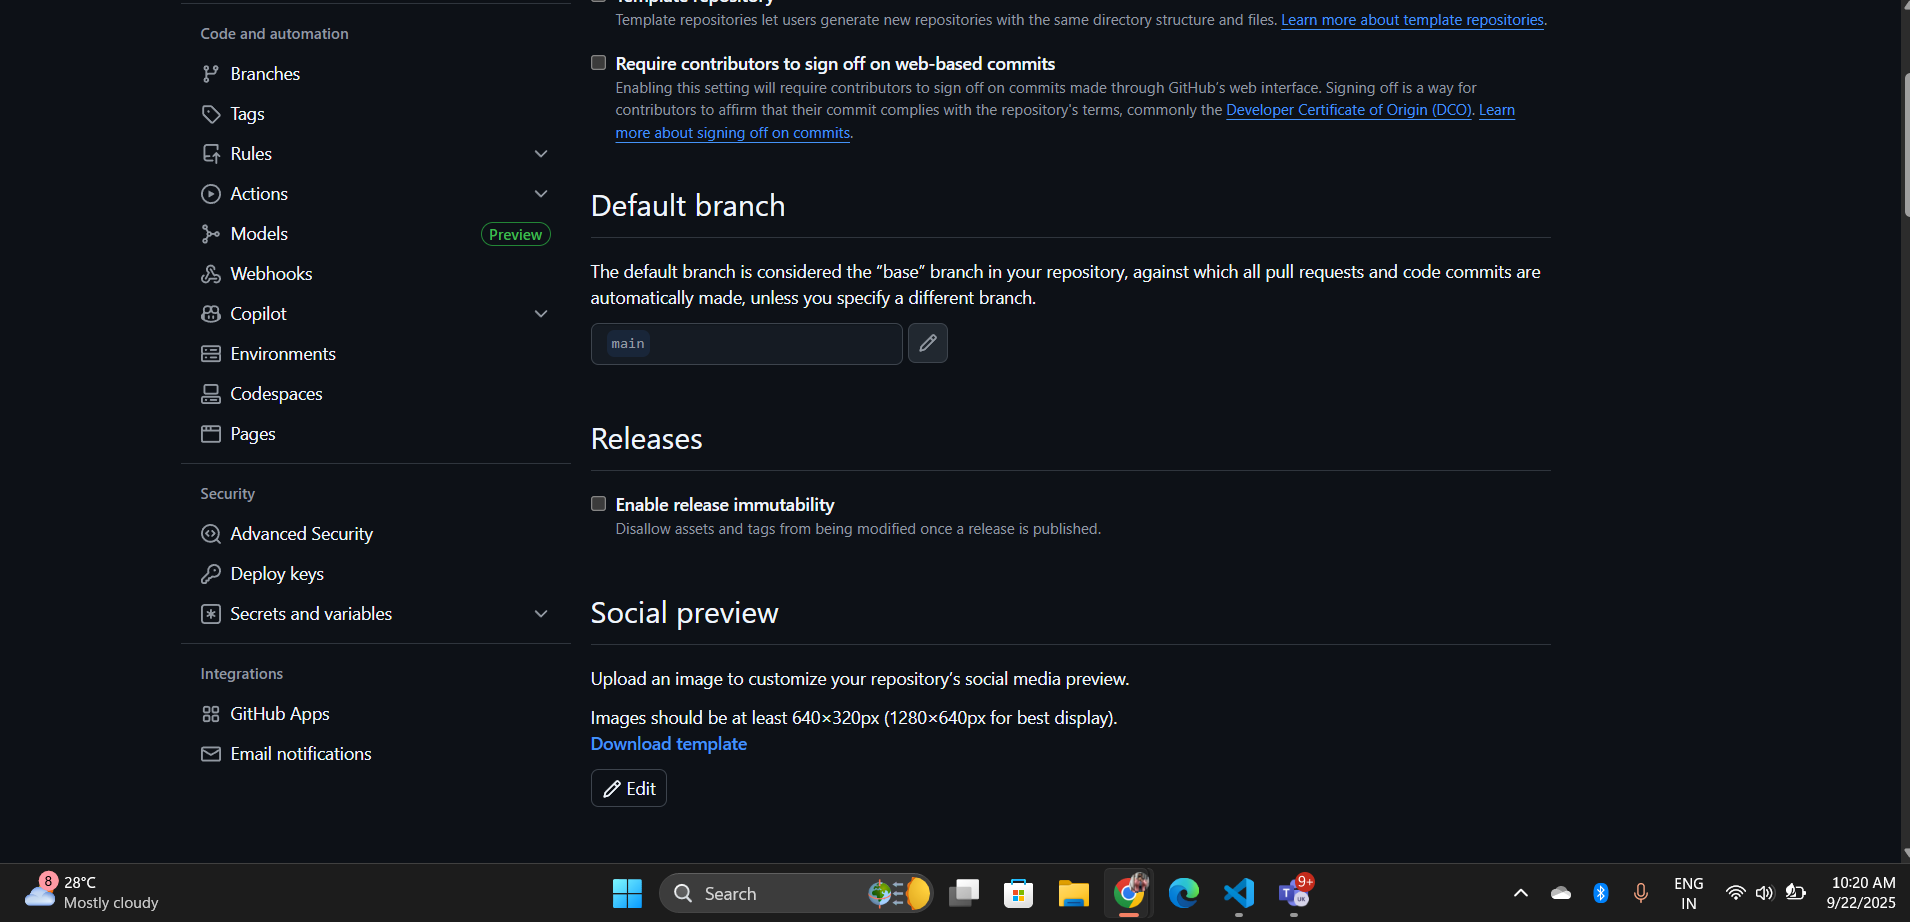 Code and automation
Branches
Tags
Rules
Actions
Models
Preview
Webhooks
Copilot
Environments
Codespaces
Pages
Security
Advanced Security
Deploy keys
Secrets and variables
Integrations
GitHub Apps
Email notifications
Template repository
Template repositories let users generate new repositories with the same directory structure and files. Learn more about template repositories.
Require contributors to sign off on web-based commits
Enabling this setting will require contributors to sign off on commits made through GitHub's web interface. Signing off is a way for
contributors to affirm that their commit complies with the repository's terms, commonly the Developer Certificate of Origin (DCO). Learn
more about signing off on commits.
Default branch
The default branch is considered the “base” branch in your repository, against which all pull requests and code commits are
automatically made, unless you specify a different branch.
main
Releases
Enable release immutability
Disallow assets and tags from being modified once a release is published.
Social preview
Upload an image to customize your repository’s social media preview.
Images should be at least 640×320px (1280×640px for best display).
Download template
Edit
8
28°C
Mostly cloudy
Search
T
UK
9+
ENG
IN
10:20 AM
9/22/2025